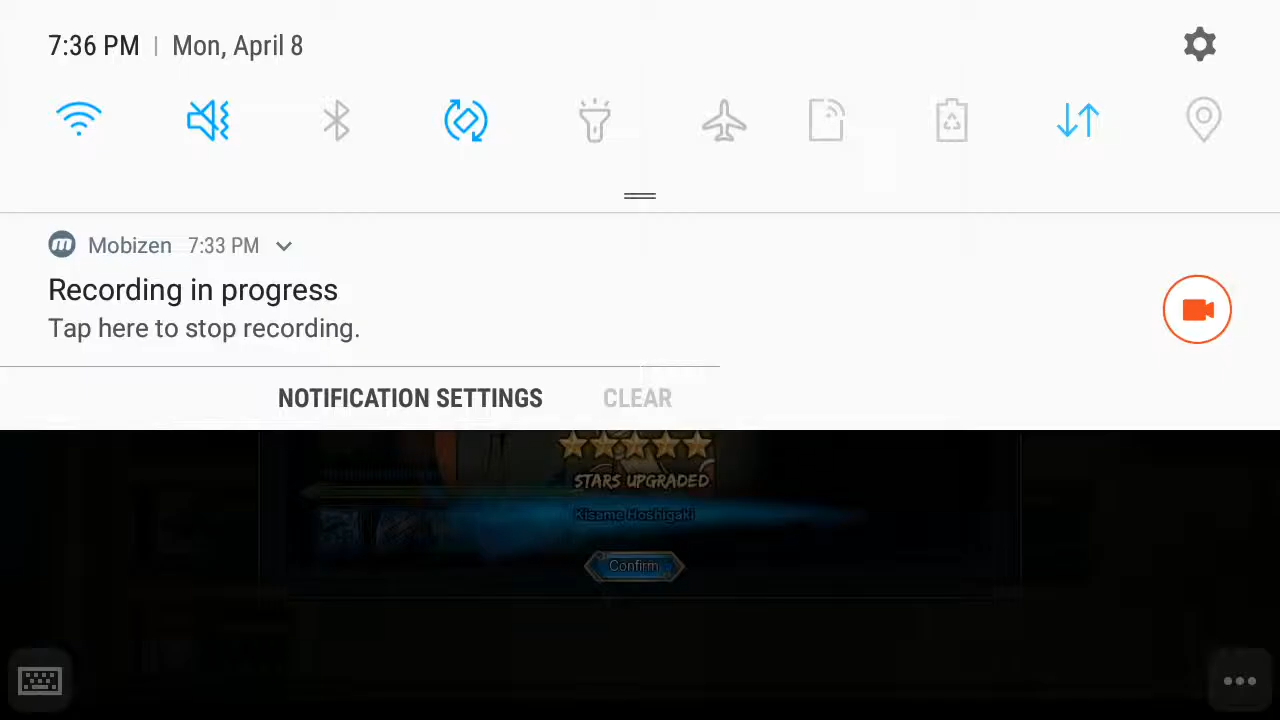 7:36 PM | Mon, April 8
Mobizen 7:33 PM
Recording in progress
Tap here to stop recording.
NOTIFICATION SETTINGS CLEAR
STARS UPGRADED
Kisame Hoshigaki
Confirm